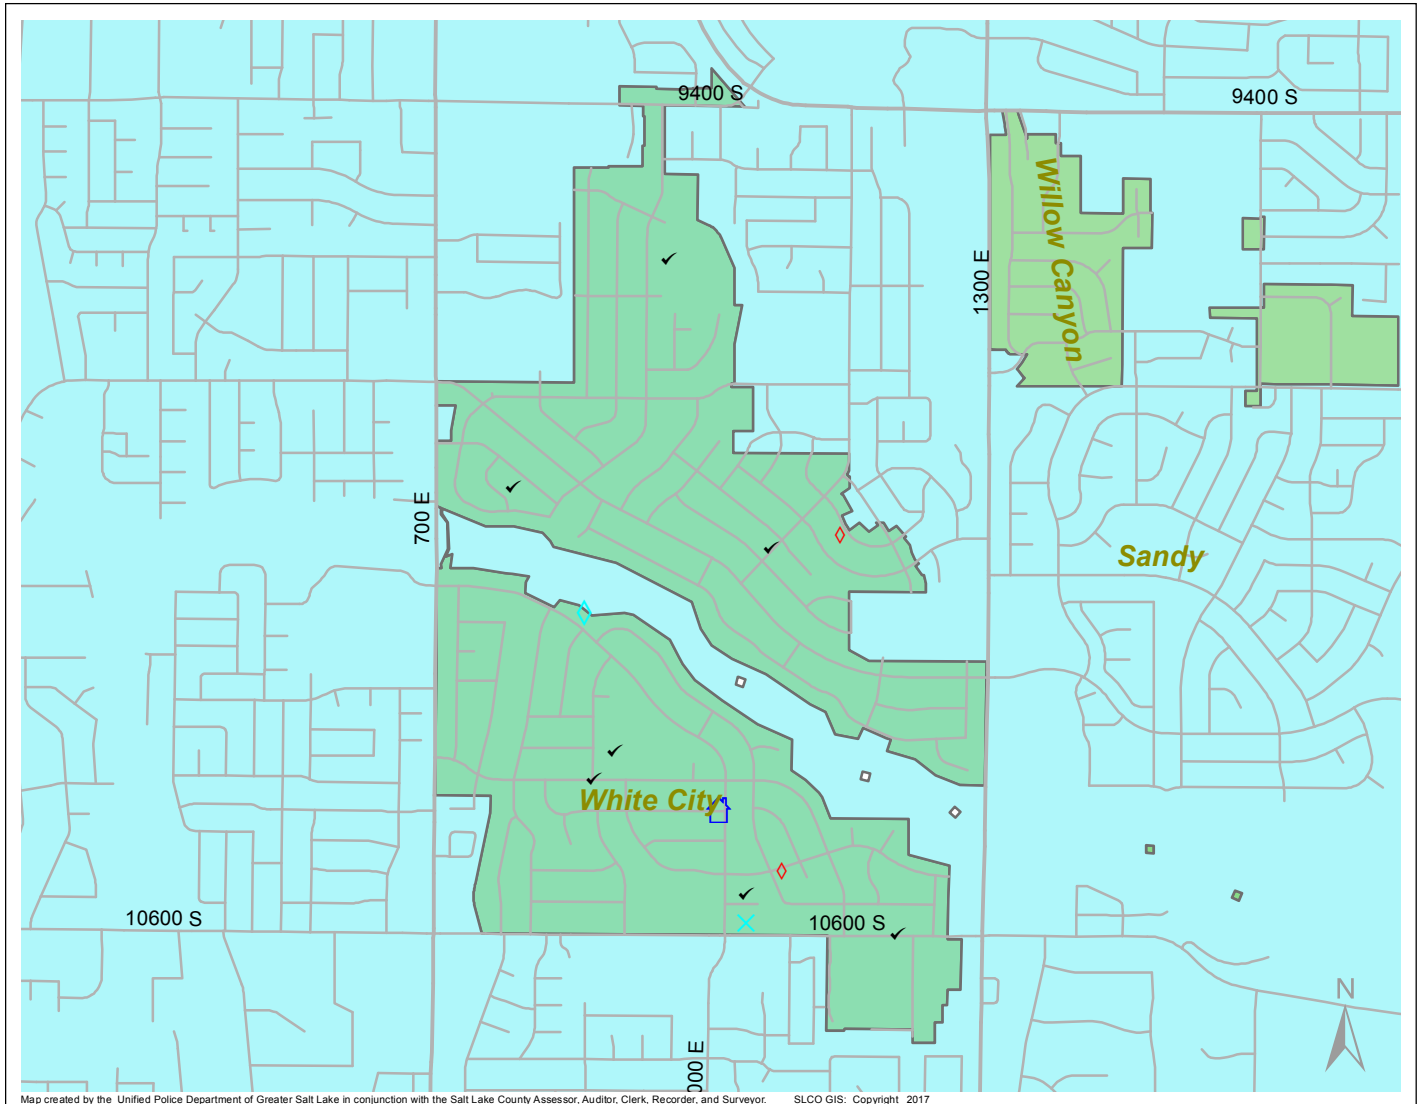 9400 S
9400 S
Willow Canyon
1300 E
700 E
Sandy
White City
10600 S
10600 S
N
000 E
Map created by the Unified Police Department of Greater Salt Lake in conjunction with the Salt Lake County Assessor, Auditor, Clerk, Recorder, and Surveyor. SLCO GIS: Copyright 2017